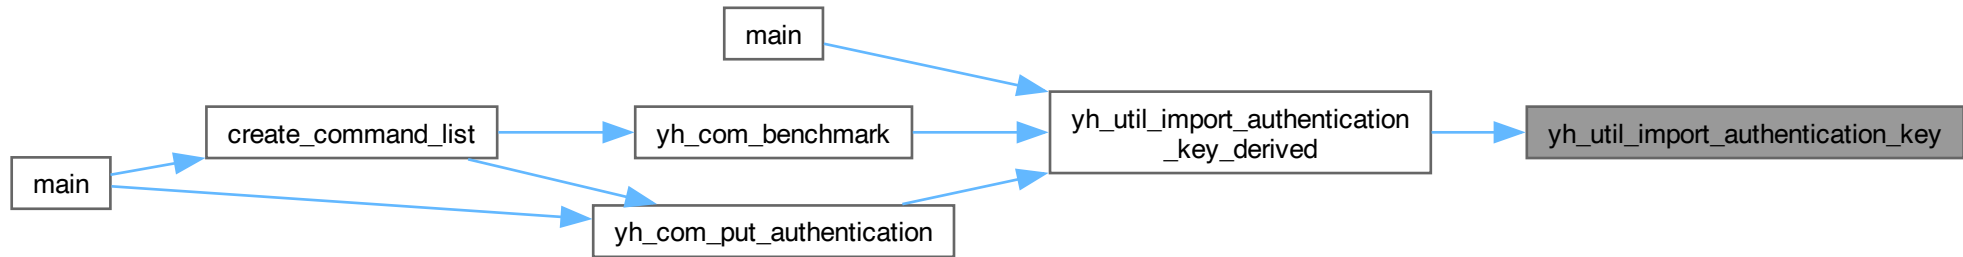 main
create_command_list
yh_com_benchmark
yh_util_import_authentication
_key_derived
yh_util_import_authentication_key
main
yh_com_put_authentication